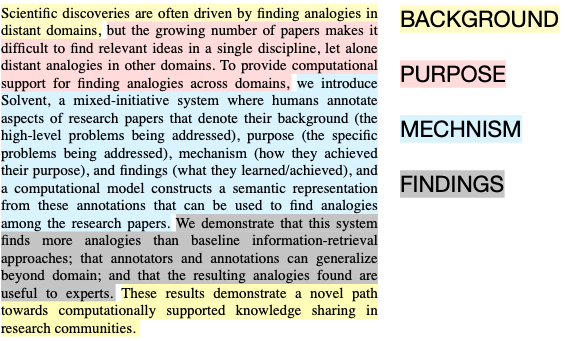 Scientific discoveries are often driven by finding analogies in
distant domains, but the growing number of papers makes it
difficult to find relevant ideas in a single discipline, let alone
distant analogies in other domains. To provide computational
support for finding analogies across domains, we introduce
Solvent, a mixed-initiative system where humans annotate
aspects of research papers that denote their background (the
high-level problems being addressed), purpose (the specific
problems being addressed), mechanism (how they achieved
their purpose), and findings (what they learned/achieved), and
a computational model constructs a semantic representation
from these annotations that can be used to find analogies
among the research papers. We demonstrate that this system
finds more analogies than baseline information-retrieval
approaches; that annotators and annotations can generalize
beyond domain; and that the resulting analogies found are
useful to experts. These results demonstrate a novel path
towards computationally supported knowledge sharing in
research communities.
BACKGROUND
PURPOSE
MECHNISM
FINDINGS